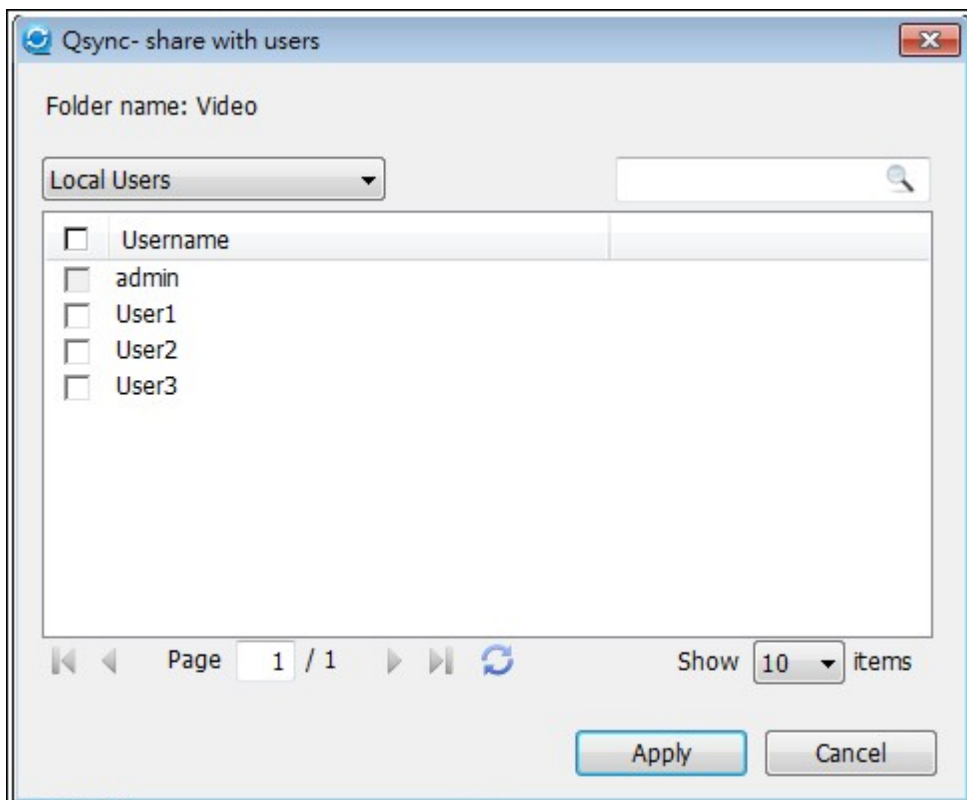 Qsync- share with users
Folder name: Video
Local Users
Username
admin
User1
User2
User3
Page 1 / 1 Show 10 items
Apply Cancel